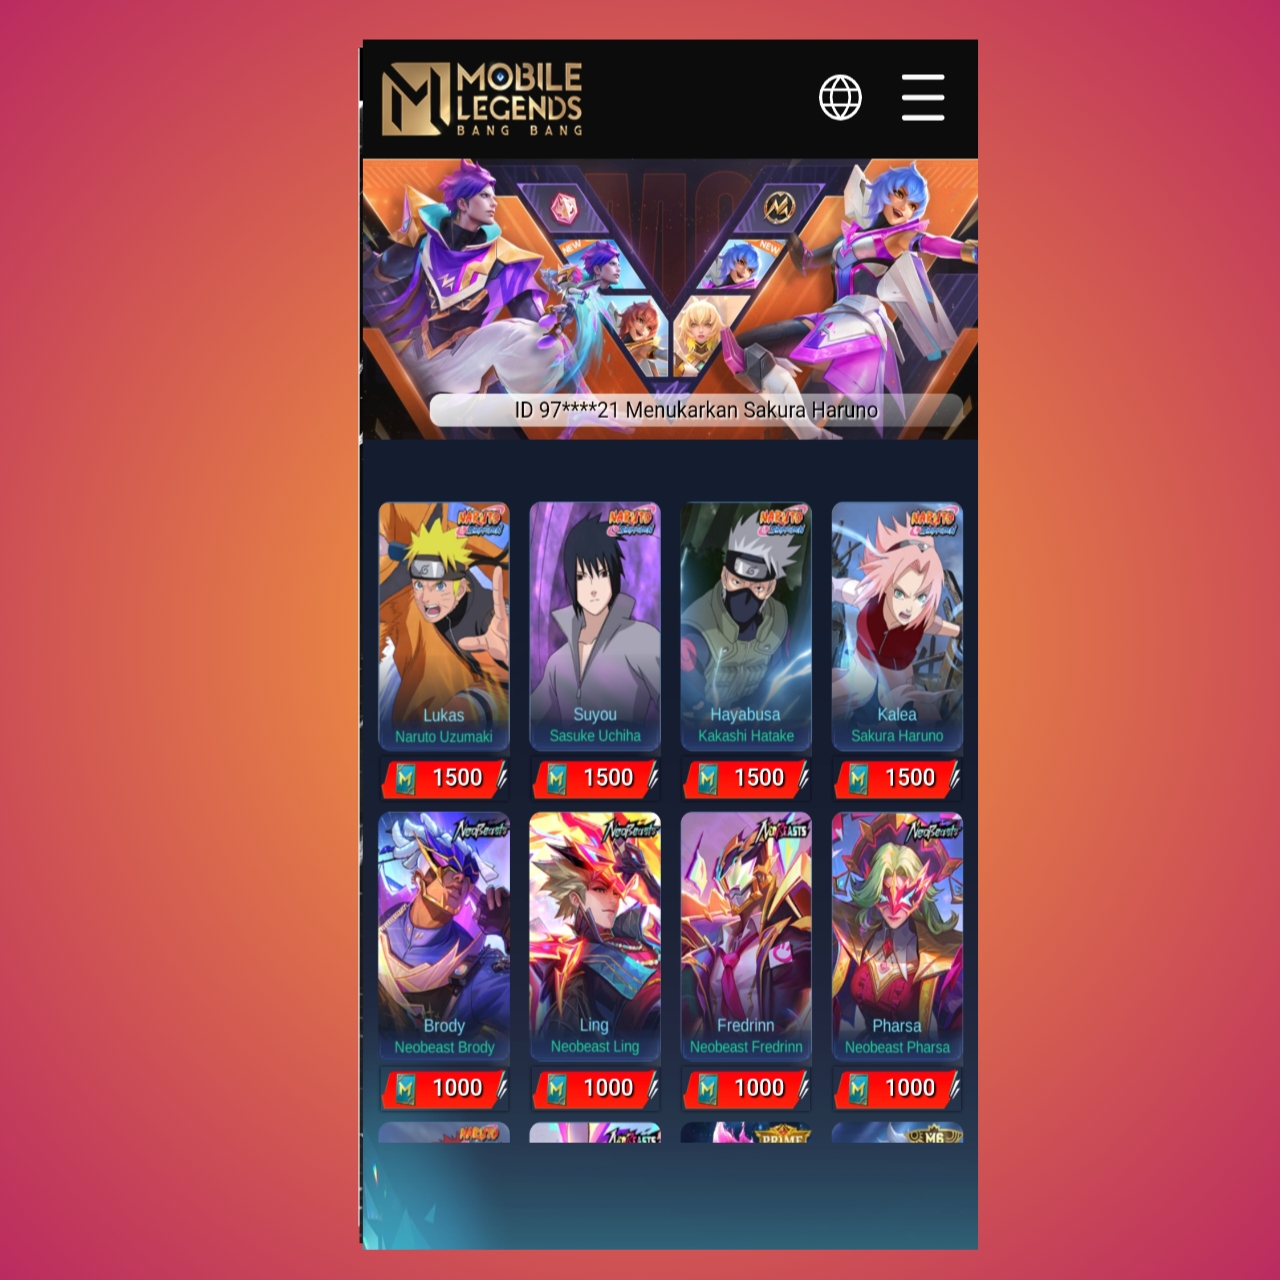 MOBILE
LEGENDS
BANG BANG
NEW
NEW
ID 97****21 Menukarkan Sakura Haruno
NARUTO
NARUTO
NARUTO
NARUTO
Lukas
Naruto Uzumaki
Suyou
Sasuke Uchiha
Hayabusa
Kakashi Hatake
Kalea
Sakura Haruno
1500
1500
1500
1500
NeoBeasts
NeoBeasts
NeoBeasts
NeoBeasts
Brody
Neobeast Brody
Ling
Neobeast Ling
Fredrinn
Neobeast Fredrinn
Pharsa
Neobeast Pharsa
1000
1000
1000
1000
NARUTO
PRIME
M6